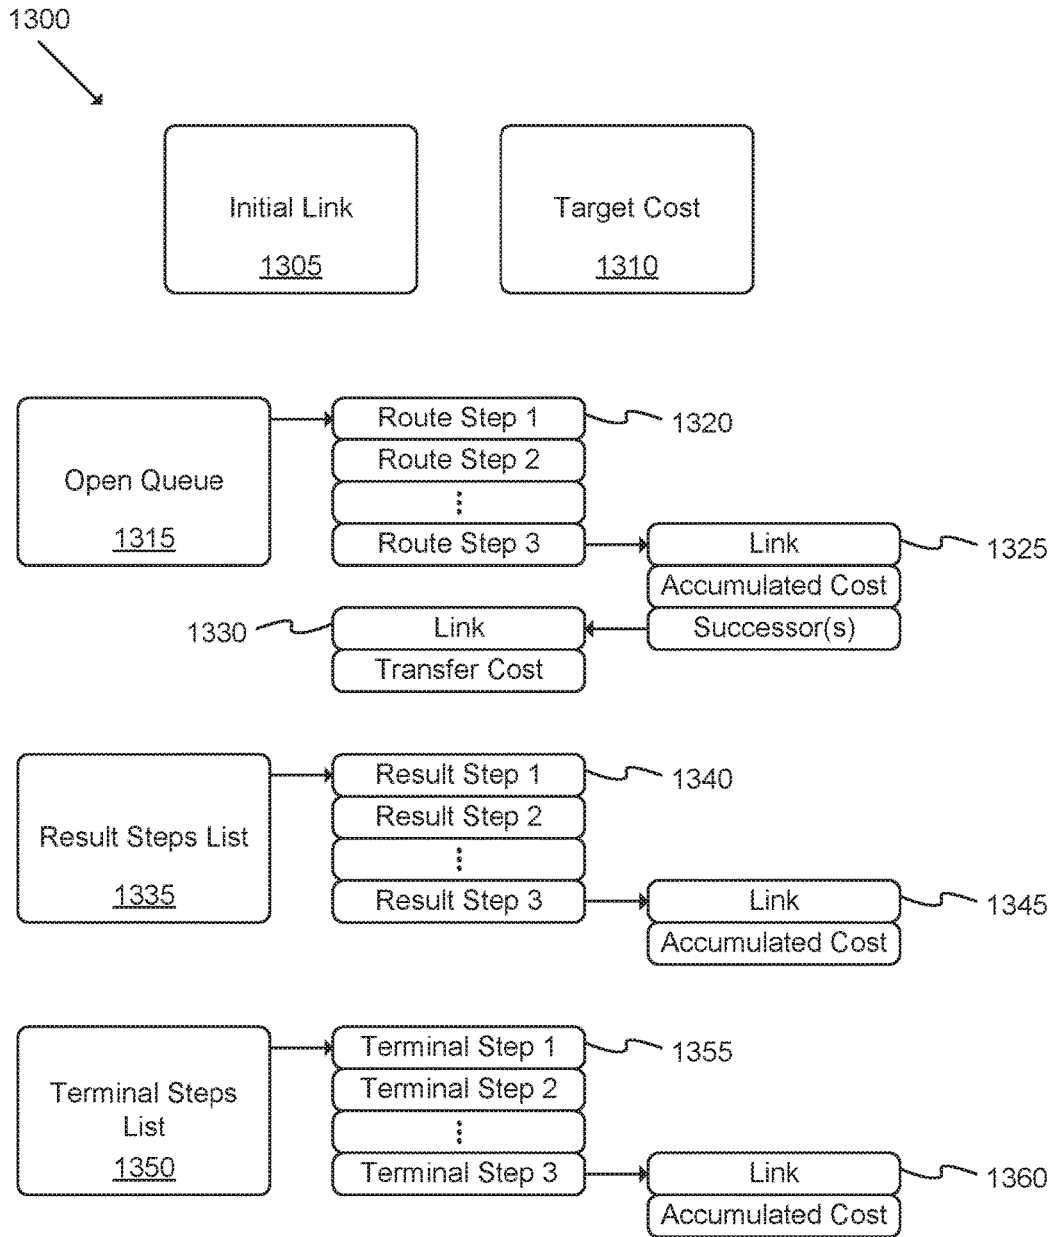 1300
Initial Link
1305
Target Cost
1310
Open Queue
1315
Route Step 1
1320
Route Step 2
⋮
Route Step 3
Link
1325
Accumulated Cost
Successor(s)
1330
Link
Transfer Cost
Result Steps List
1335
Result Step 1
1340
Result Step 2
⋮
Result Step 3
Link
1345
Accumulated Cost
Terminal Steps
List
1350
Terminal Step 1
1355
Terminal Step 2
⋮
Terminal Step 3
Link
1360
Accumulated Cost